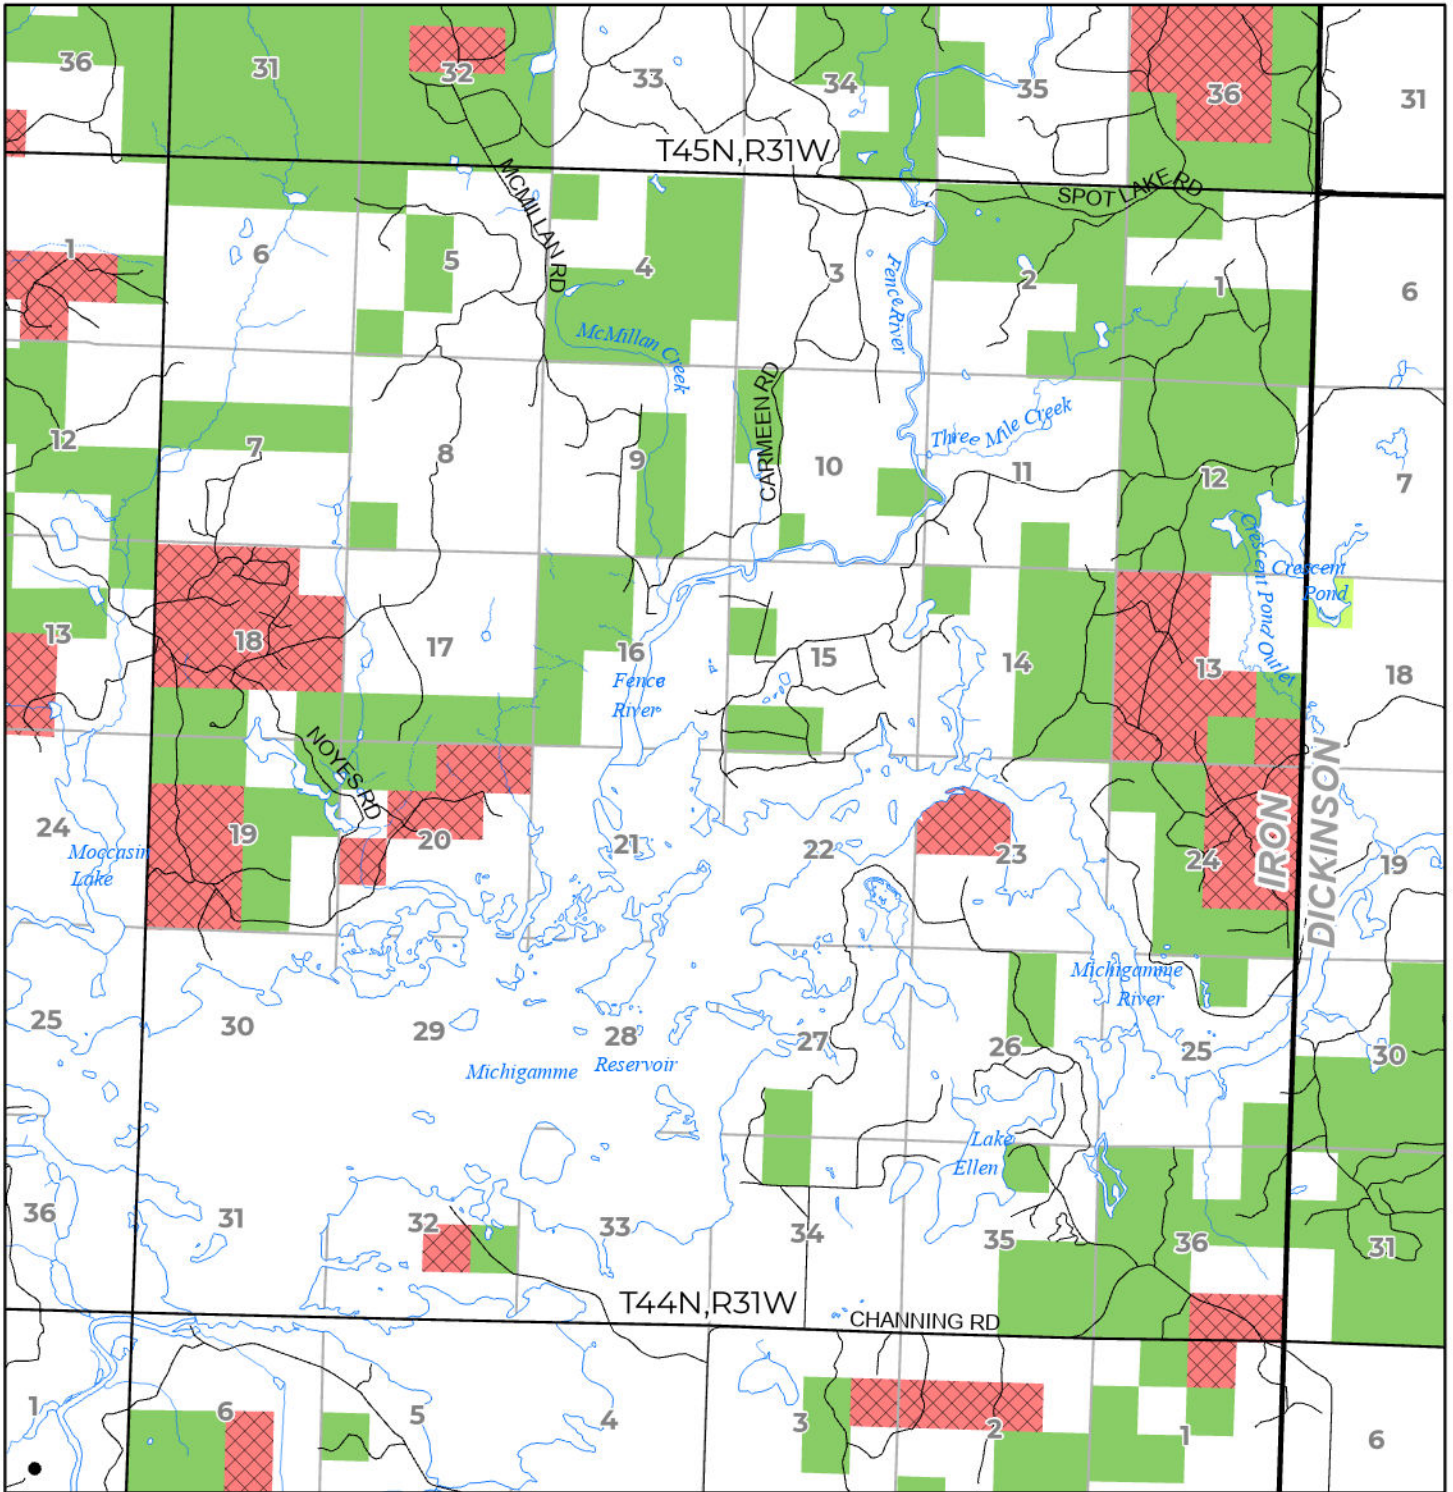 36
31
32
33
34
35
36
31
T45N,R31W
MCMILLAN RD
SPOT LAKE RD
1
6
5
4
3
2
1
6
Fence River
McMillan Creek
CARMEEN RD
Three Mile Creek
12
7
8
9
10
11
12
7
Crescent Pond Outlet
Crescent
Pond
13
18
17
16
15
14
13
18
Fence
River
NOYES RD
IRON
DICKINSON
24
19
20
21
22
23
24
19
Moccasin
Lake
Michigamme
River
25
30
29
28
27
26
25
30
Michigamme Reservoir
Lake
Ellen
36
31
32
33
34
35
36
31
T44N,R31W
CHANNING RD
1
6
5
4
3
2
1
6